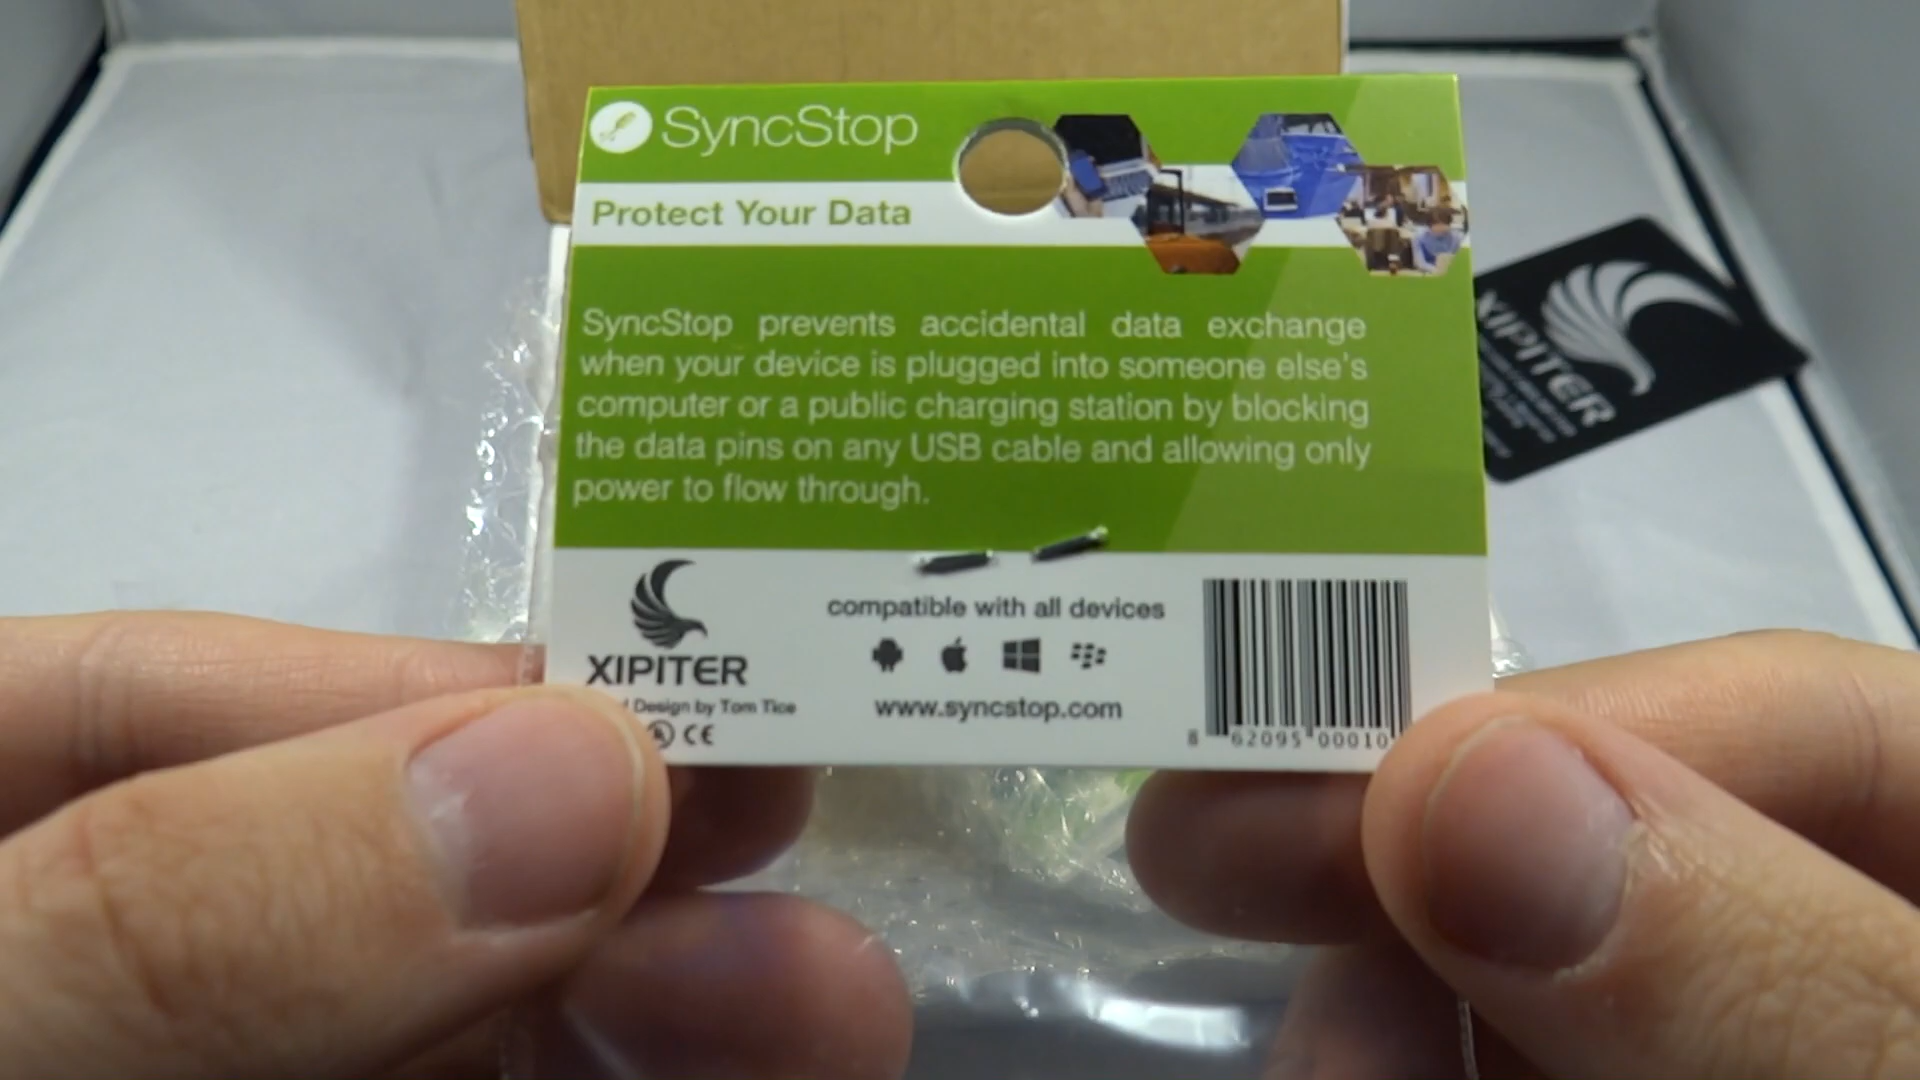 SyncStop
Protect Your Data
SyncStop prevents accidental data exchange
when your device is plugged into someone else's
computer or a public charging station by blocking
the data pins on any USB cable and allowing only
power to flow through.
XIPITER
Design by Tom Tice
CE
compatible with all devices
www.syncstop.com
8 62095 00010
XIPITER